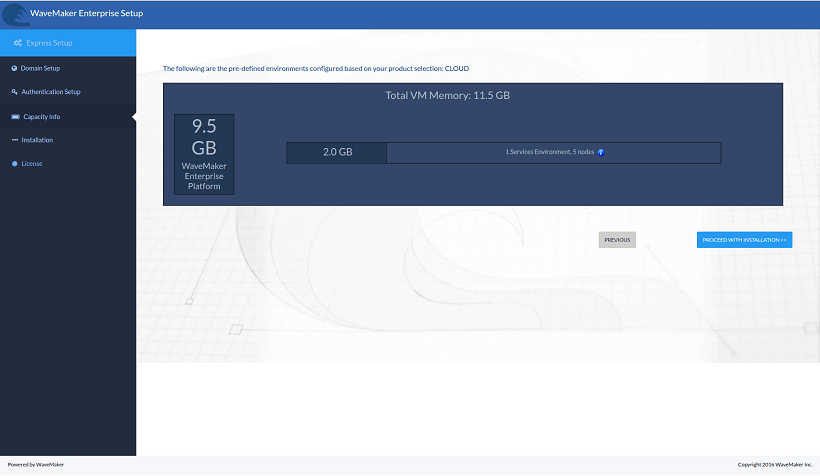 WaveMaker Enterprise Setup
Express Setup
Domain Setup
Authentication Setup
Capacity Info
Installation
License
The following are the pre-defined environments configured based on your product selection: CLOUD
Total VM Memory: 11.5 GB
9.5
GB
WaveMaker
Enterprise
Platform
2.0 GB
1 Services Environment, 5 nodes
PREVIOUS
PROCEED WITH INSTALLATION >>
Powered by WaveMaker
Copyright 2016 WaveMaker Inc.